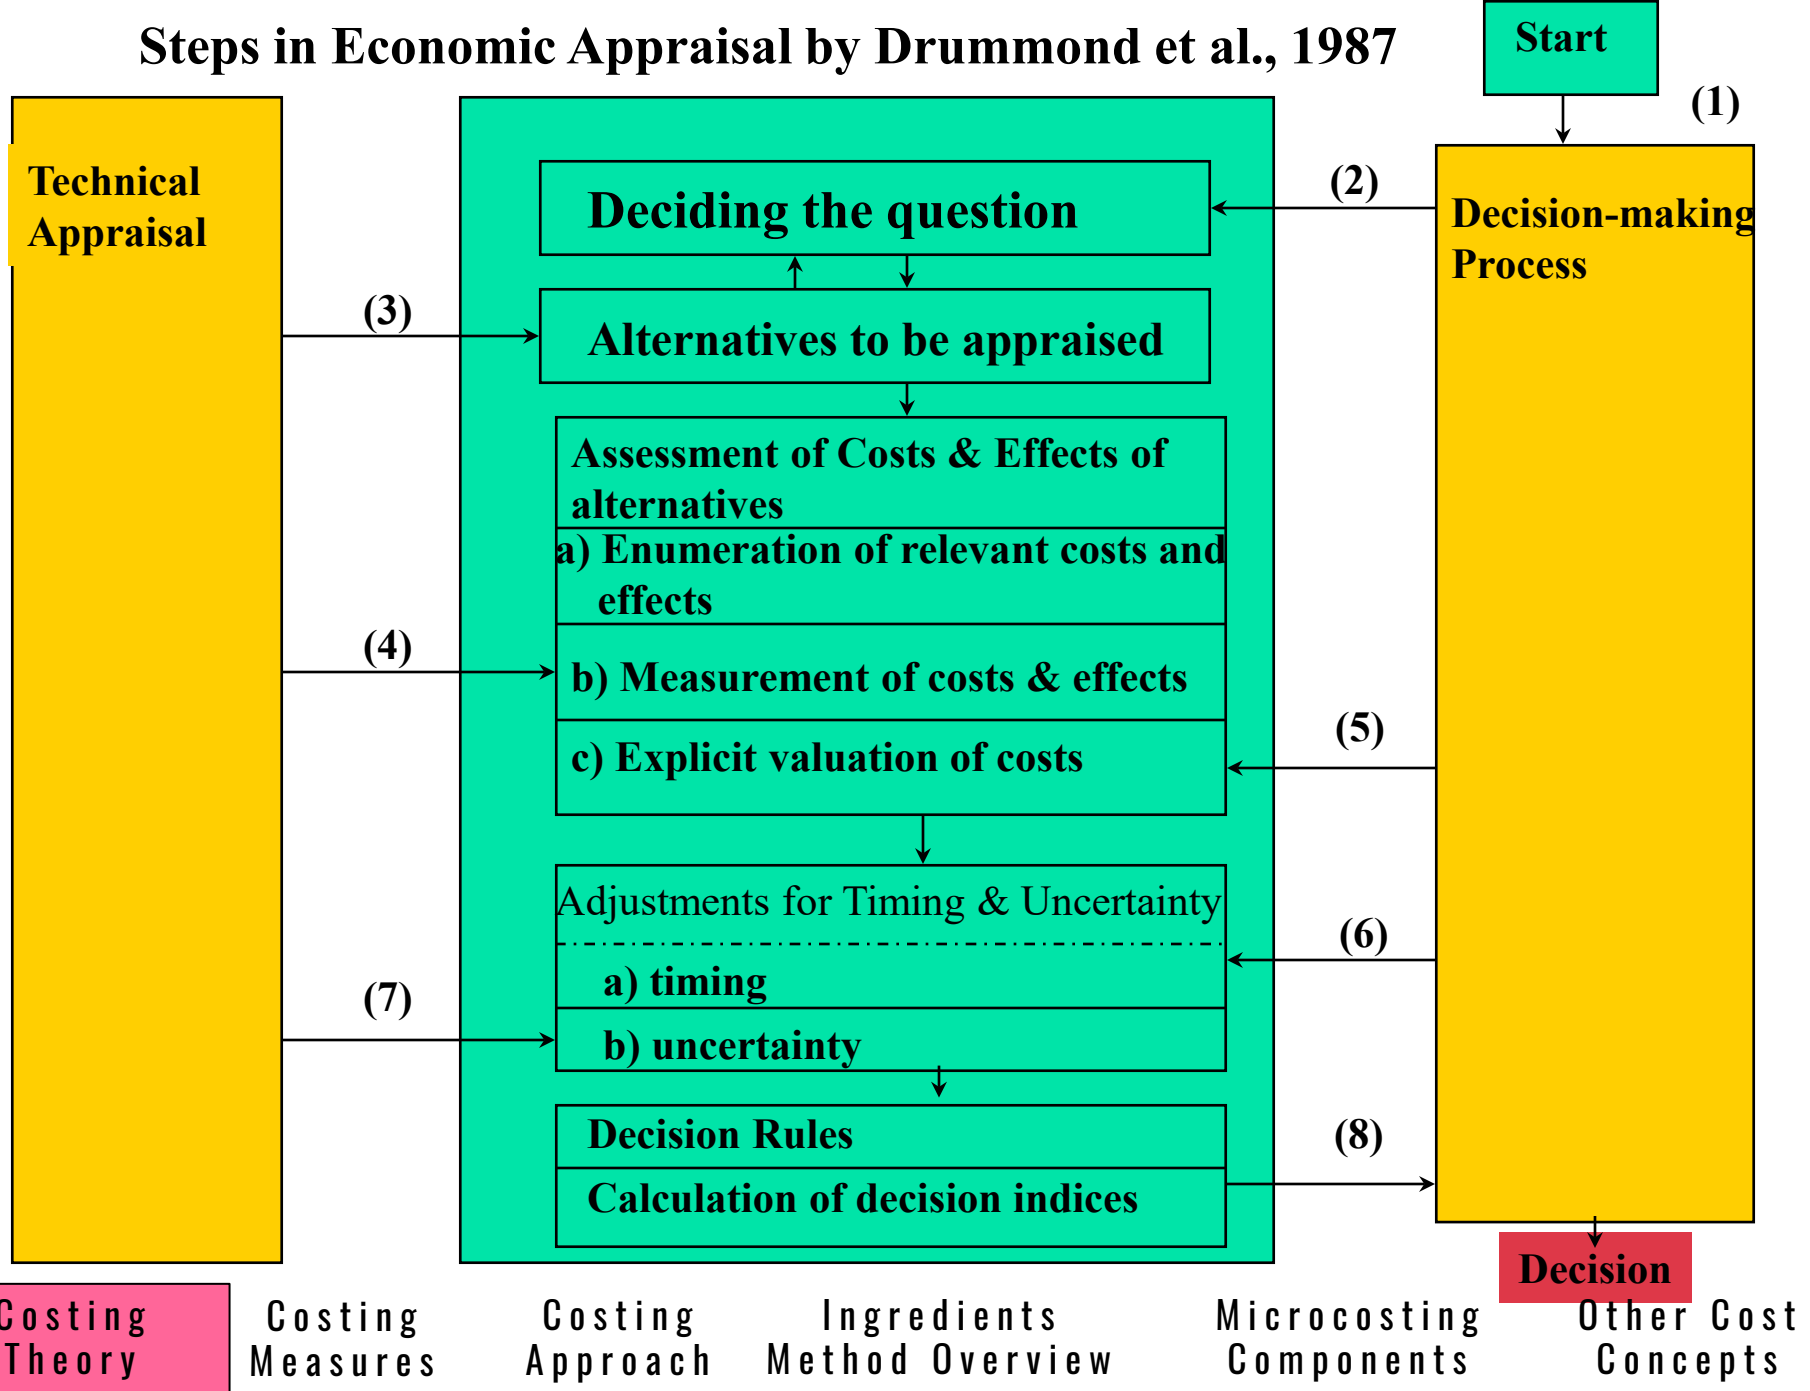 Steps in Economic Appraisal by Drummond et al., 1987
Start
(1)
Technical
Appraisal
Deciding the question
(2)
Decision-making
Process
(3)
Alternatives to be appraised
Assessment of Costs & Effects of
alternatives
a) Enumeration of relevant costs and
effects
(4)
b) Measurement of costs & effects
(5)
c) Explicit valuation of costs
Adjustments for Timing & Uncertainty
(6)
a) timing
(7)
b) uncertainty
Decision Rules
(8)
Calculation of decision indices
Decision
Costing
Theory
Costing
Measures
Costing
Approach
Ingredients
Method Overview
Microcosting
Components
Other Cost
Concepts